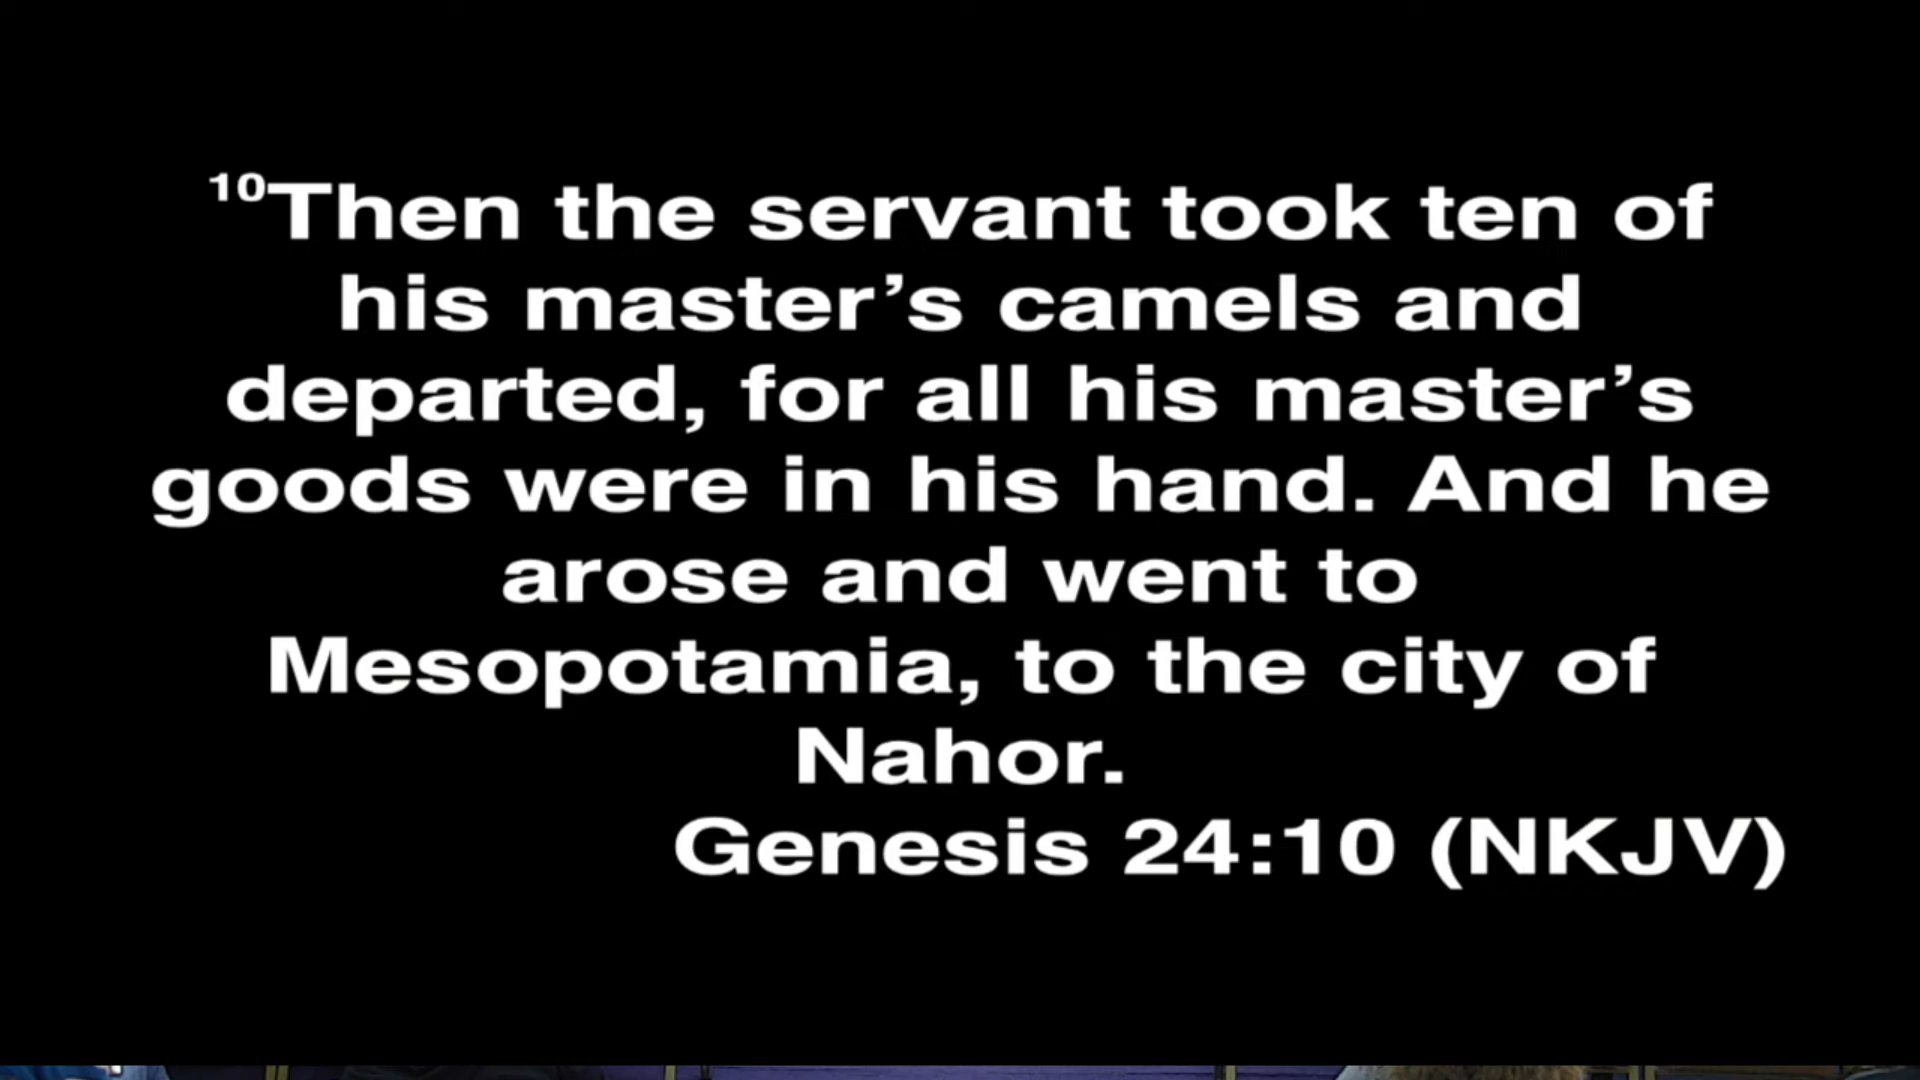 ¹⁰Then the servant took ten of
his master’s camels and
departed, for all his master’s
goods were in his hand. And he
arose and went to
Mesopotamia, to the city of
Nahor.
Genesis 24:10 (NKJV)